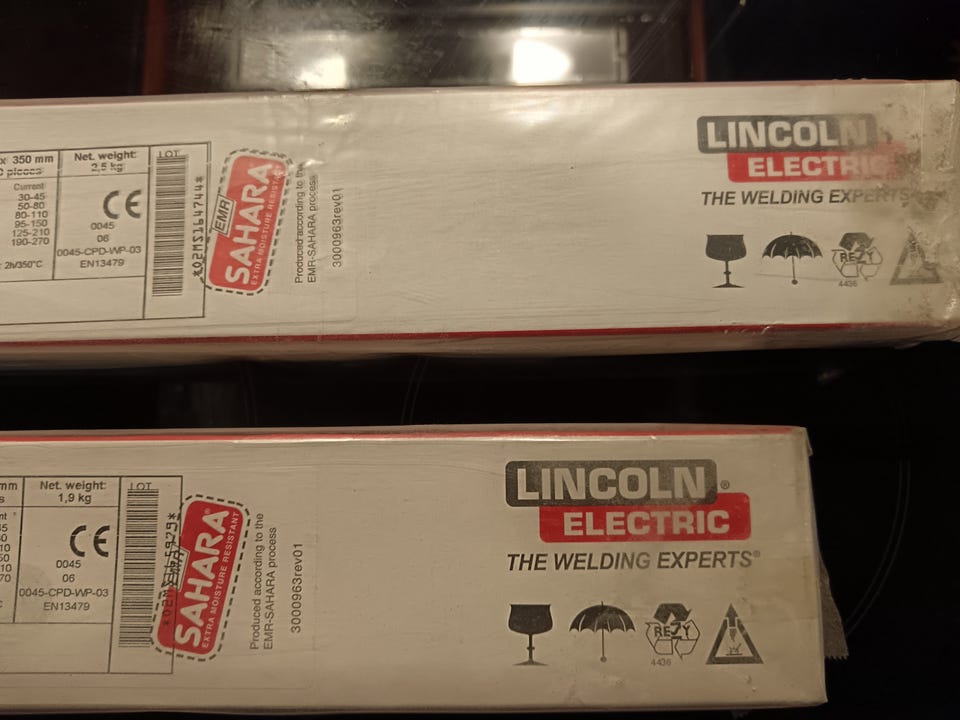 x 350 mm
pieces
Net. weight:
2,5 kg
LOT
Current
30-45
50-80
80-110
95-150
125-210
190-270
2h/350°C
CE
0045
06
0045-CPD-WP-03
EN13479
*02MS164744*
EMR
SAHARA
EXTRA MOISTURE RESISTANT
Produced according to the
EMR-SAHARA process
3000963rev01
LINCOLN
ELECTRIC
THE WELDING EXPERTS
RE Y
4436
mm
s
Net. weight:
1,9 kg
LOT
CE
0045
06
0045-CPD-WP-03
EN13479
EMR
SAHARA®
EXTRA MOISTURE RESISTANT
Produced according to the
EMR-SAHARA process
3000963rev01
LINCOLN®
ELECTRIC
THE WELDING EXPERTS®
RE Y
4436